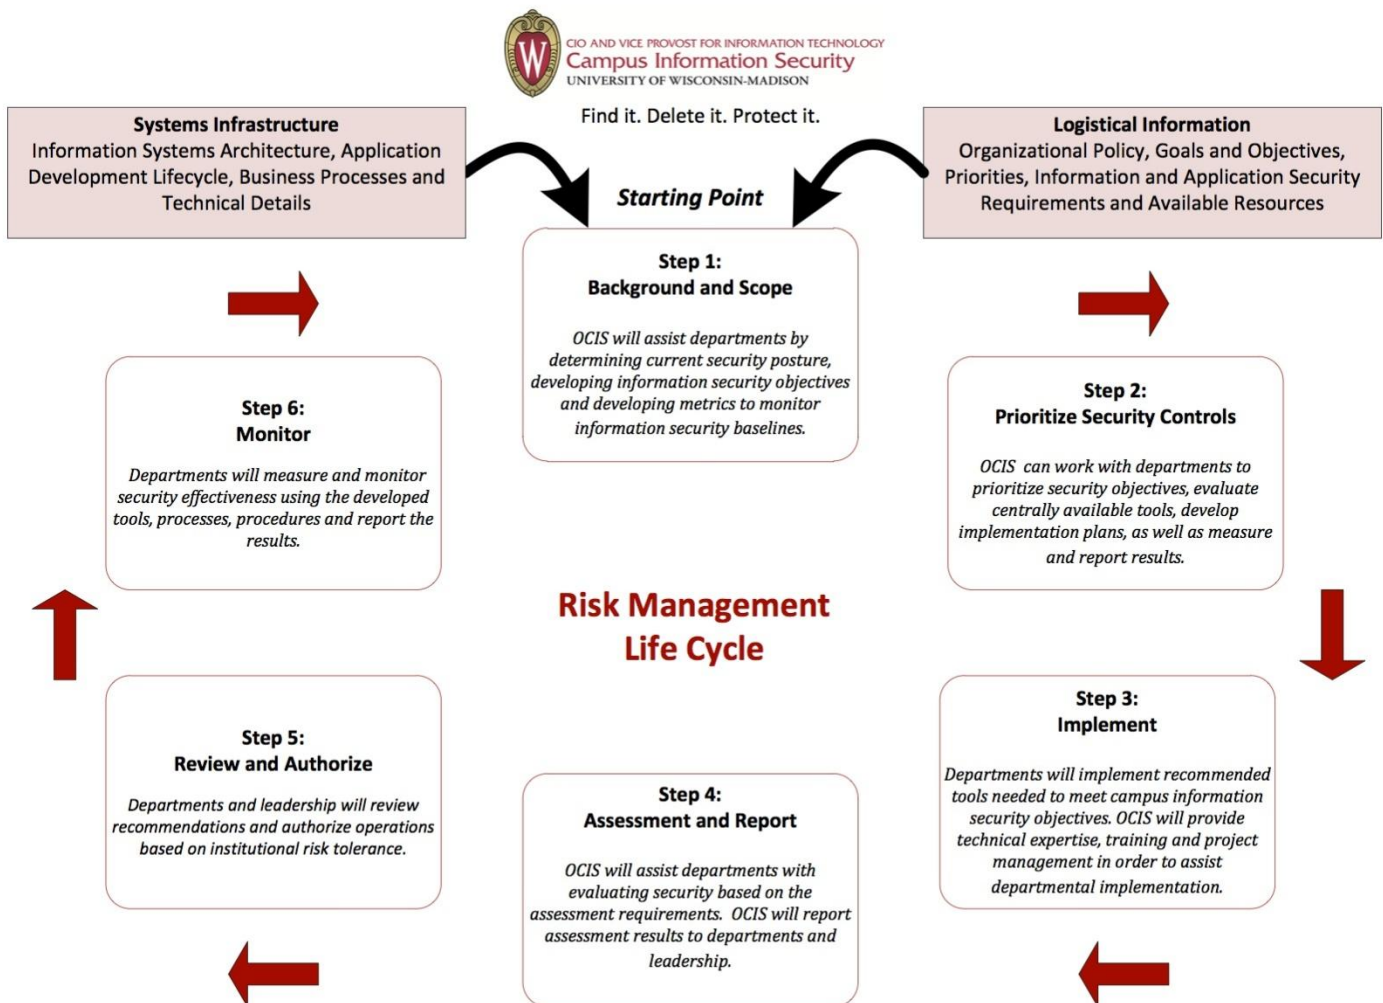 W
CIO AND VICE PROVOST FOR INFORMATION TECHNOLOGY
Campus Information Security
UNIVERSITY OF WISCONSIN-MADISON
Find it. Delete it. Protect it.
Systems Infrastructure
Information Systems Architecture, Application
Development Lifecycle, Business Processes and
Technical Details
Logistical Information
Organizational Policy, Goals and Objectives,
Priorities, Information and Application Security
Requirements and Available Resources
Starting Point
Step 1:
Background and Scope
OCIS will assist departments by
determining current security posture,
developing information security objectives
and developing metrics to monitor
information security baselines.
Step 2:
Prioritize Security Controls
OCIS can work with departments to
prioritize security objectives, evaluate
centrally available tools, develop
implementation plans, as well as measure
and report results.
Step 3:
Implement
Departments will implement recommended
tools needed to meet campus information
security objectives. OCIS will provide
technical expertise, training and project
management in order to assist
departmental implementation.
Step 4:
Assessment and Report
OCIS will assist departments with
evaluating security based on the
assessment requirements. OCIS will report
assessment results to departments and
leadership.
Step 5:
Review and Authorize
Departments and leadership will review
recommendations and authorize operations
based on institutional risk tolerance.
Step 6:
Monitor
Departments will measure and monitor
security effectiveness using the developed
tools, processes, procedures and report the
results.
Risk Management
Life Cycle